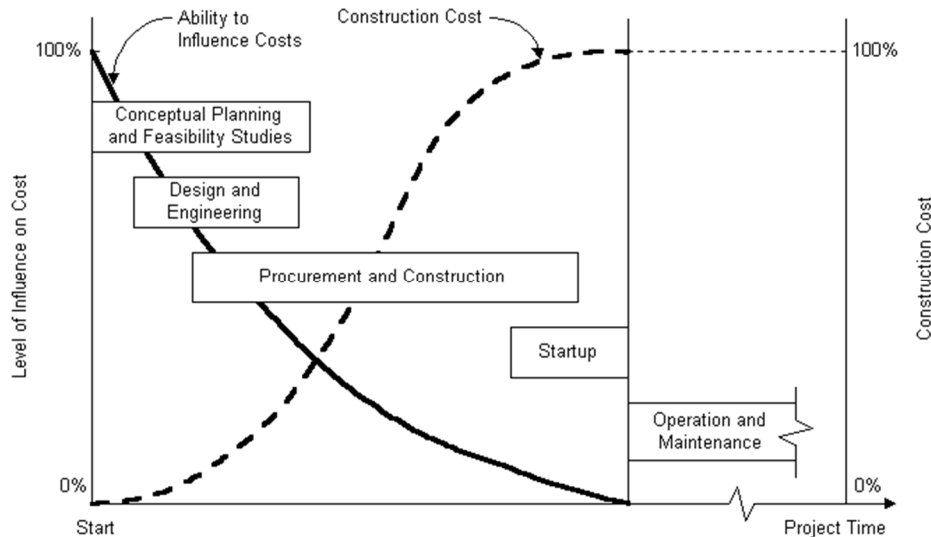 Ability to
Influence Costs
Construction Cost
100%
100%
Conceptual Planning
and Feasibility Studies
Design and
Engineering
Level of Influence on Cost
Construction Cost
Procurement and Construction
Startup
Operation and
Maintenance
0%
0%
Start
Project Time